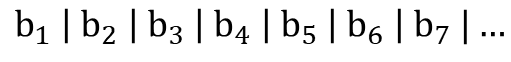 b₁ | b₂ | b₃ | b₄ | b₅ | b₆ | b₇ | ...